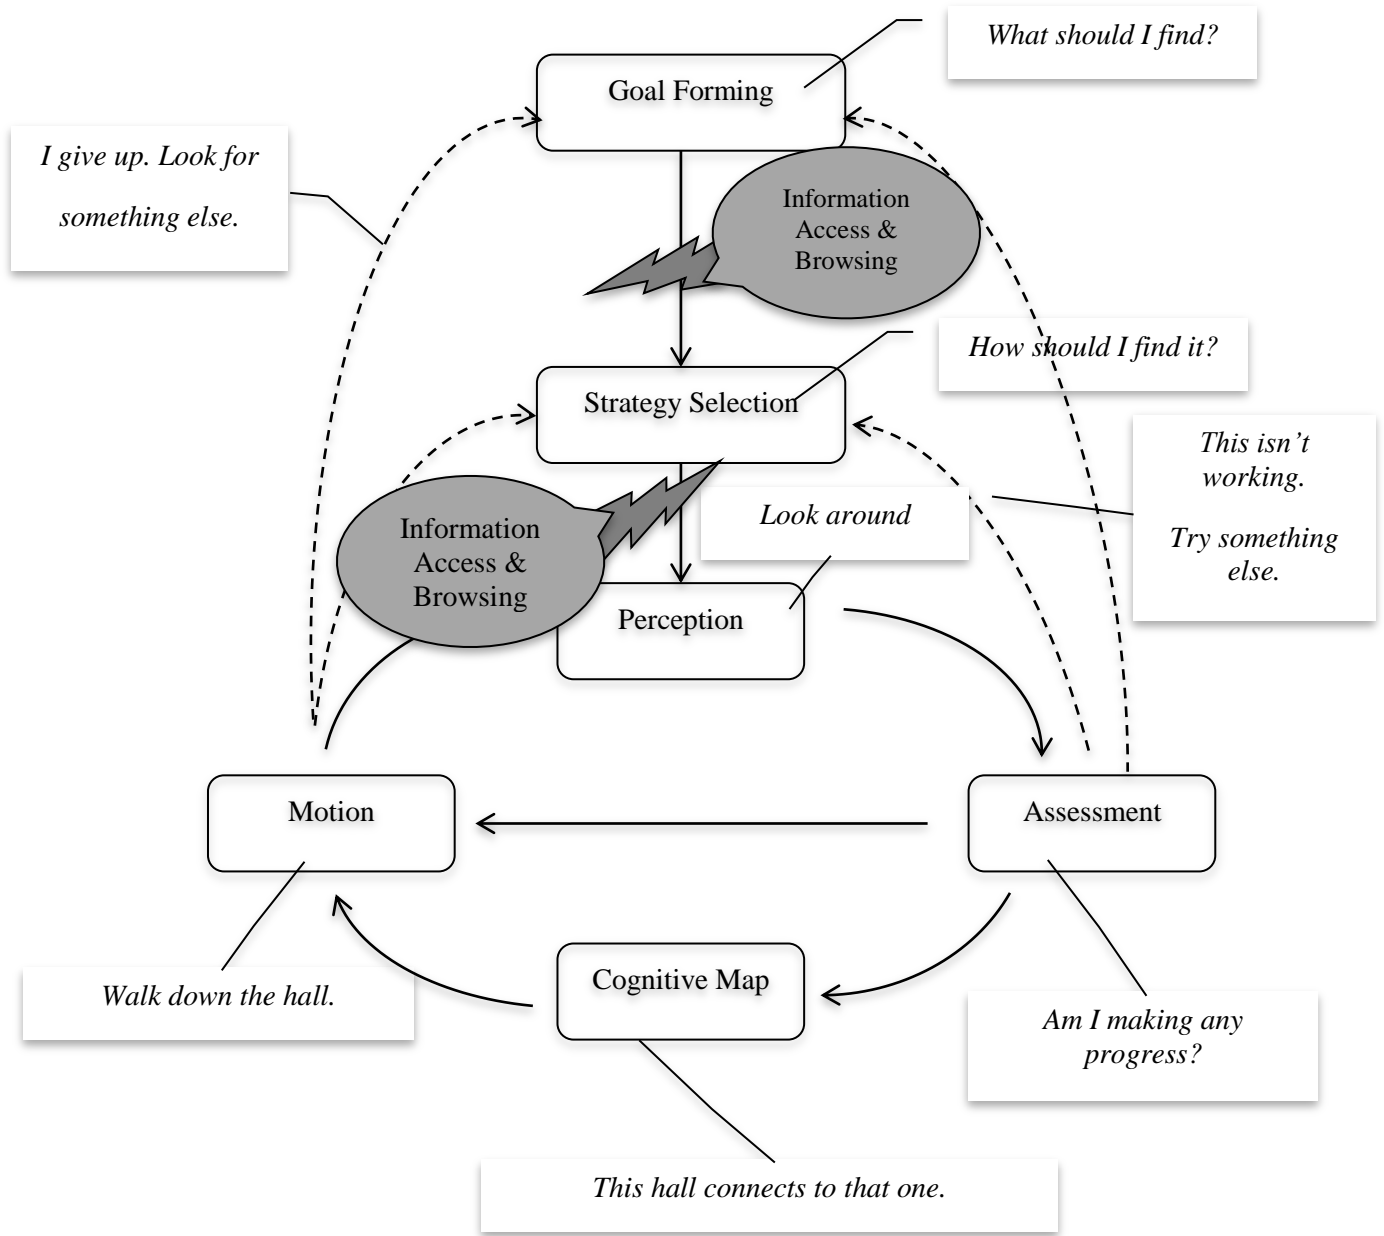 What should I find?
Goal Forming
I give up. Look for
something else.
Information
Access &
Browsing
How should I find it?
Strategy Selection
This isn’t
working.
Try something
else.
Look around
Information
Access &
Browsing
Perception
Motion
Assessment
Cognitive Map
Walk down the hall.
Am I making any
progress?
This hall connects to that one.